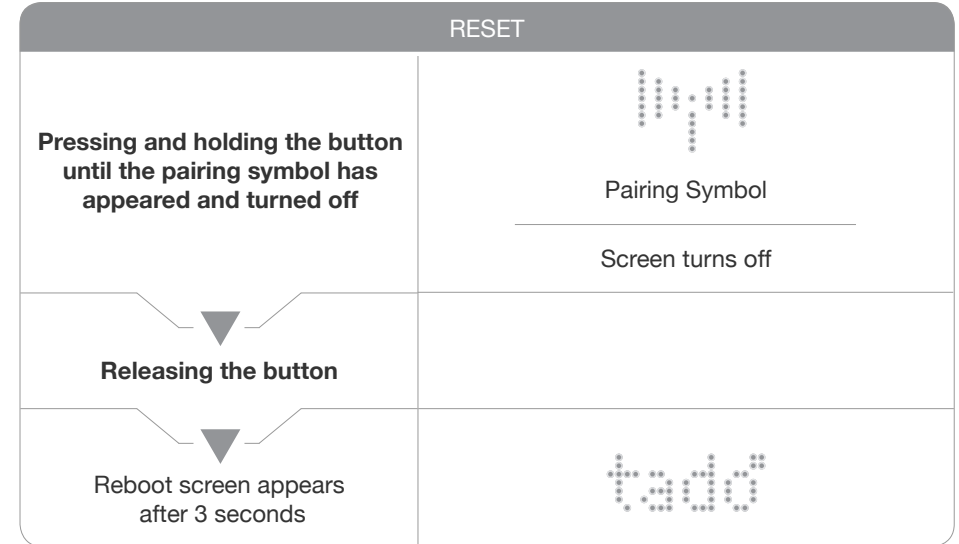 RESET
Pressing and holding the button
until the pairing symbol has
appeared and turned off
Pairing Symbol
Screen turns off
Releasing the button
Reboot screen appears
after 3 seconds
tado°